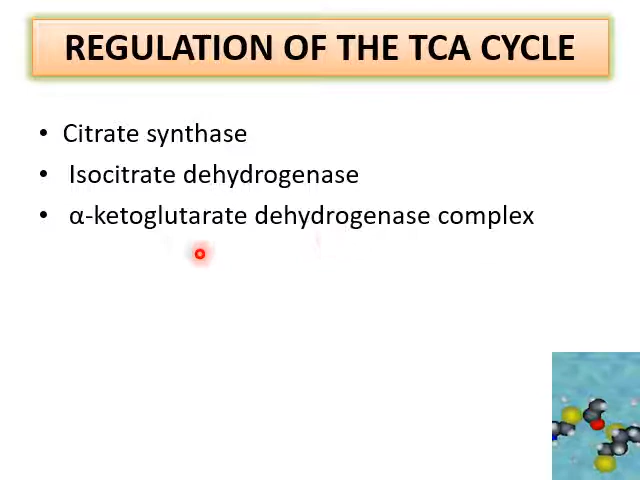 REGULATION OF THE TCA CYCLE
• Citrate synthase
• Isocitrate dehydrogenase
• α-ketoglutarate dehydrogenase complex